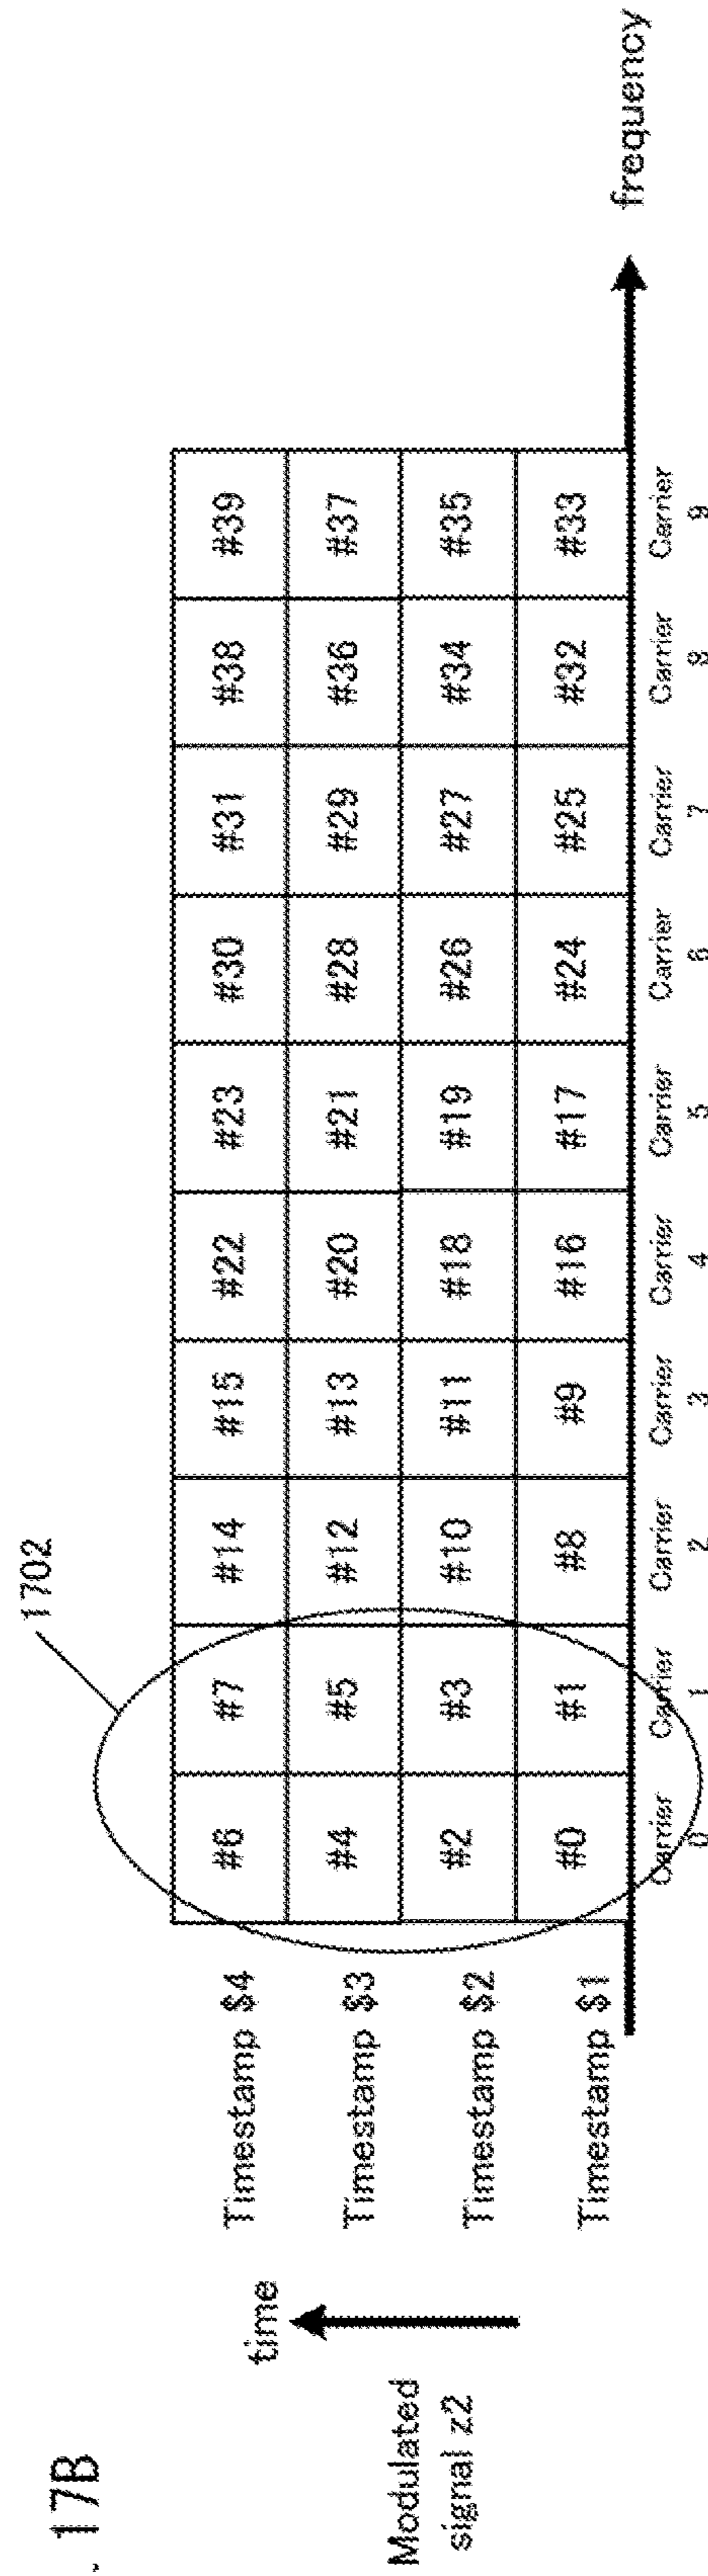 . 17B
1702
Modulated
signal z2
time
Timestamp $4 #6 #7 #14 #15 #22 #23 #30 #31 #38 #39
Timestamp $3 #4 #5 #12 #13 #20 #21 #28 #29 #36 #37
Timestamp $2 #2 #3 #10 #11 #18 #19 #26 #27 #34 #35
Timestamp $1 #0 #1 #8 #9 #16 #17 #24 #25 #32 #33
Carrier Carrier Carrier Carrier Carrier Carrier Carrier Carrier Carrier Carrier
0 1 2 3 4 5 6 7 8 9
frequency